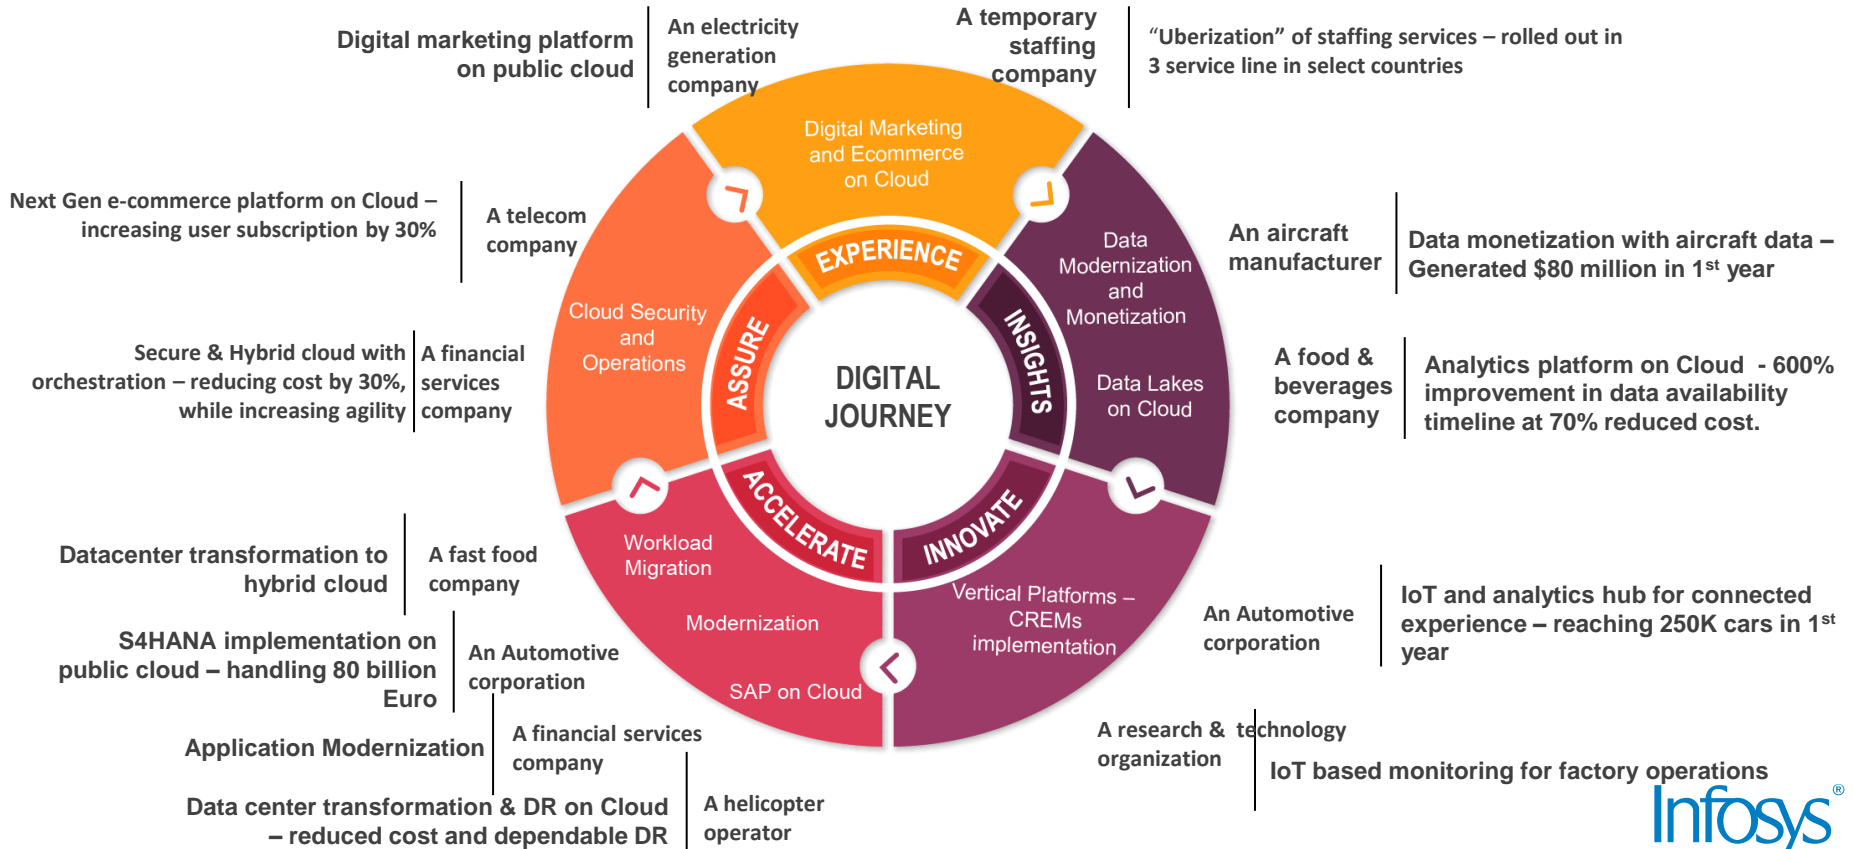 Digital marketing platform
on public cloud
An electricity
generation
company
A temporary
staffing
company
“Uberization” of staffing services – rolled out in
3 service line in select countries
Next Gen e-commerce platform on Cloud –
increasing user subscription by 30%
A telecom
company
Secure & Hybrid cloud with
orchestration – reducing cost by 30%,
while increasing agility
A financial
services
company
Digital Marketing
and Ecommerce
on Cloud
EXPERIENCE
Data
Modernization
and
Monetization
Data Lakes
on Cloud
INSIGHTS
Cloud Security
and
Operations
ASSURE
DIGITAL
JOURNEY
ACCELERATE
INNOVATE
Workload
Migration
Modernization
SAP on Cloud
Vertical Platforms –
CREMs
implementation
An aircraft
manufacturer
Data monetization with aircraft data –
Generated $80 million in 1st year
A food &
beverages
company
Analytics platform on Cloud - 600%
improvement in data availability
timeline at 70% reduced cost.
Datacenter transformation to
hybrid cloud
A fast food
company
S4HANA implementation on
public cloud – handling 80 billion
Euro
An Automotive
corporation
Application Modernization
A financial services
company
Data center transformation & DR on Cloud
– reduced cost and dependable DR
A helicopter
operator
An Automotive
corporation
IoT and analytics hub for connected
experience – reaching 250K cars in 1st
year
A research & technology
organization
IoT based monitoring for factory operations
Infosys®